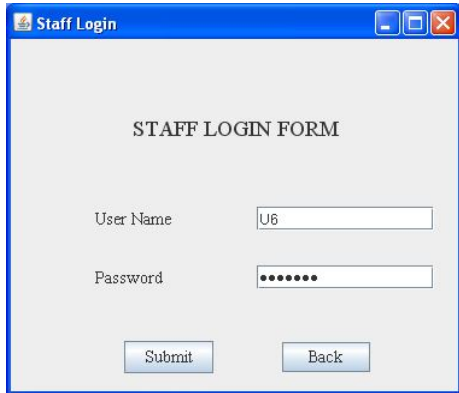 Staff Login
STAFF LOGIN FORM
User Name U6
Password •••••••
Submit Back